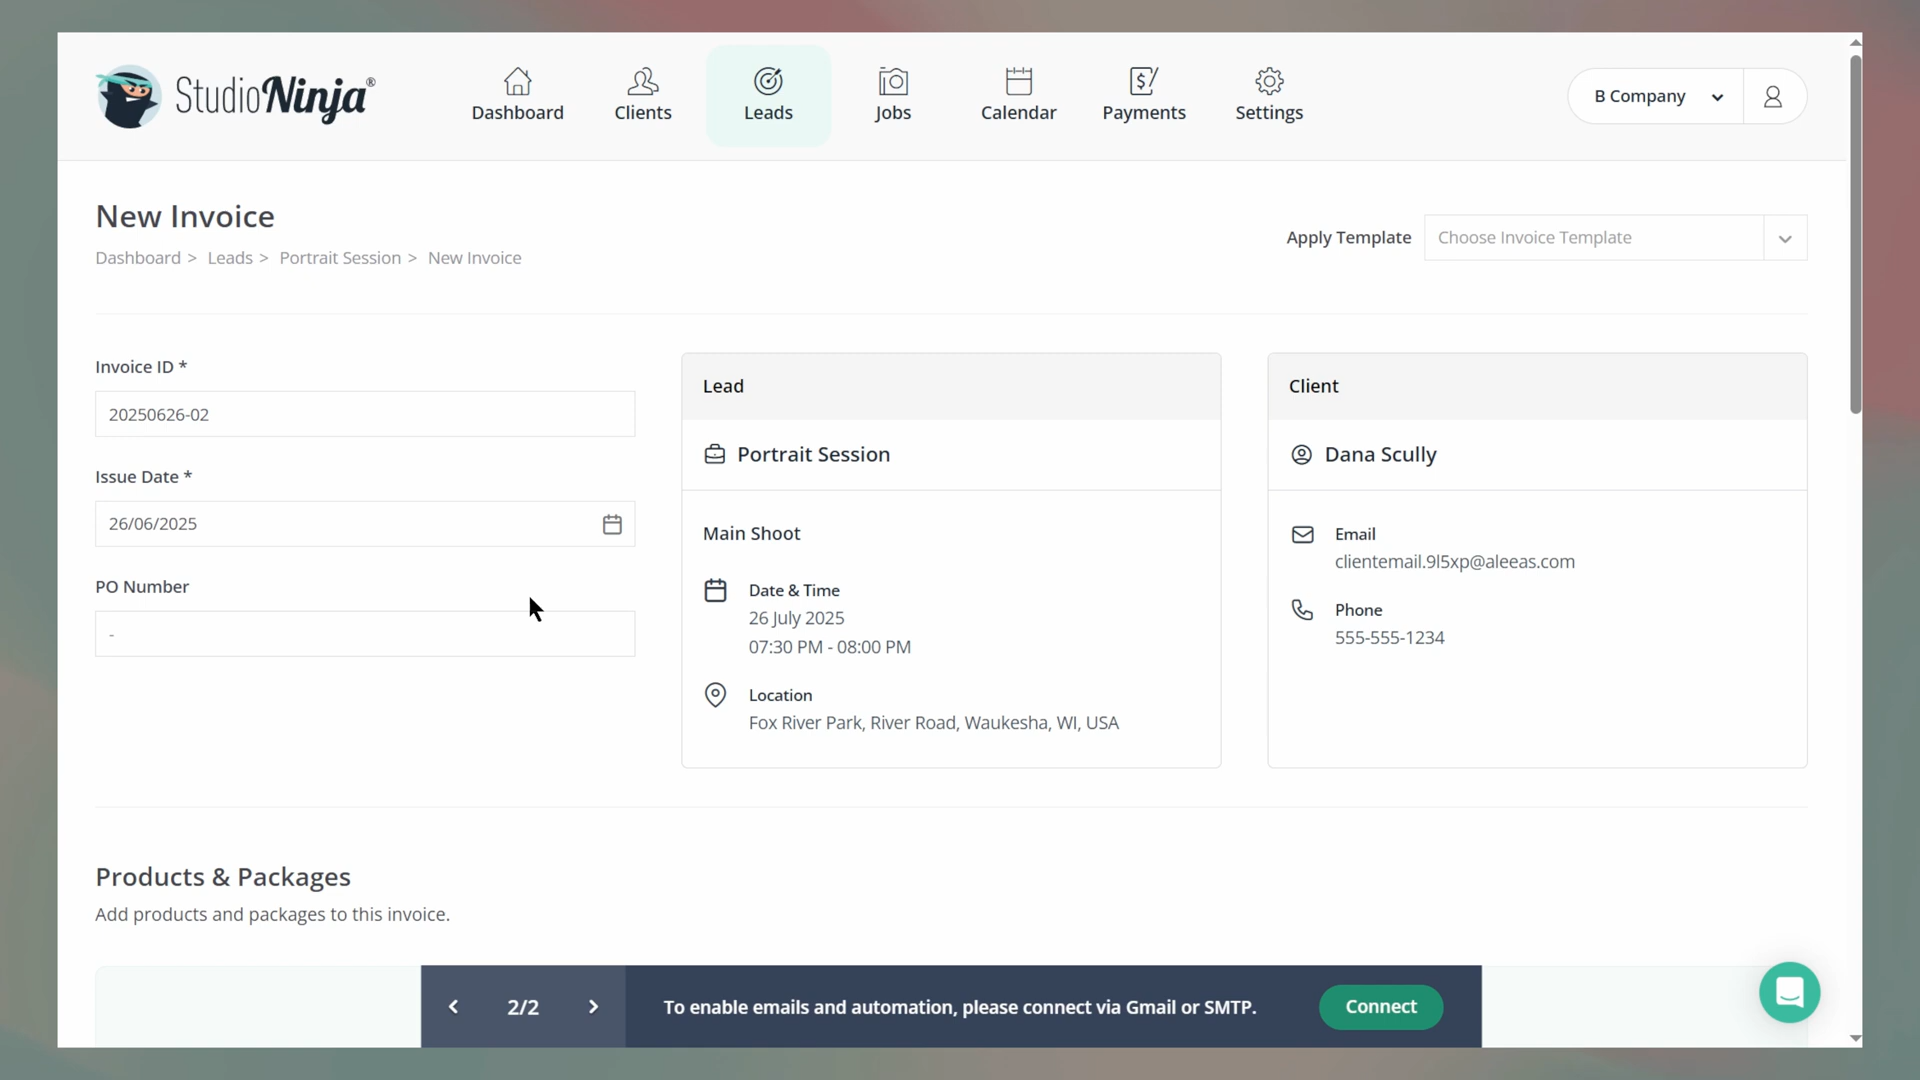 StudioNinja®
Dashboard
Clients
Leads
Jobs
Calendar
Payments
Settings
B Company
New Invoice
Dashboard > Leads > Portrait Session > New Invoice
Apply Template
Choose Invoice Template
Invoice ID *
20250626-02
Issue Date *
26/06/2025
PO Number
-
Lead
Portrait Session
Main Shoot
Date & Time
26 July 2025
07:30 PM - 08:00 PM
Location
Fox River Park, River Road, Waukesha, WI, USA
Client
Dana Scully
Email
clientemail.9l5xp@aleeas.com
Phone
555-555-1234
Products & Packages
Add products and packages to this invoice.
2/2
To enable emails and automation, please connect via Gmail or SMTP.
Connect